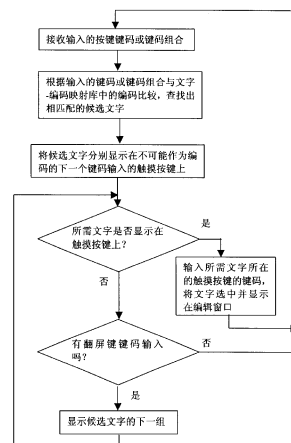 接收输入的按键键码或键码组合
根据输入的键码或键码组合与文字
-编码映射库中的编码比较，查找出
相匹配的候选文字
将候选文字分别显示在不可能作为编
码的下一个键码输入的触摸按键上
所需文字是否显示在
触摸按键上？
是
否
输入所需文字所在
的触摸按键的键码，
将文字选中并显示
在编辑窗口
有翻屏键键码输入
吗？
否
是
显示候选文字的下一组